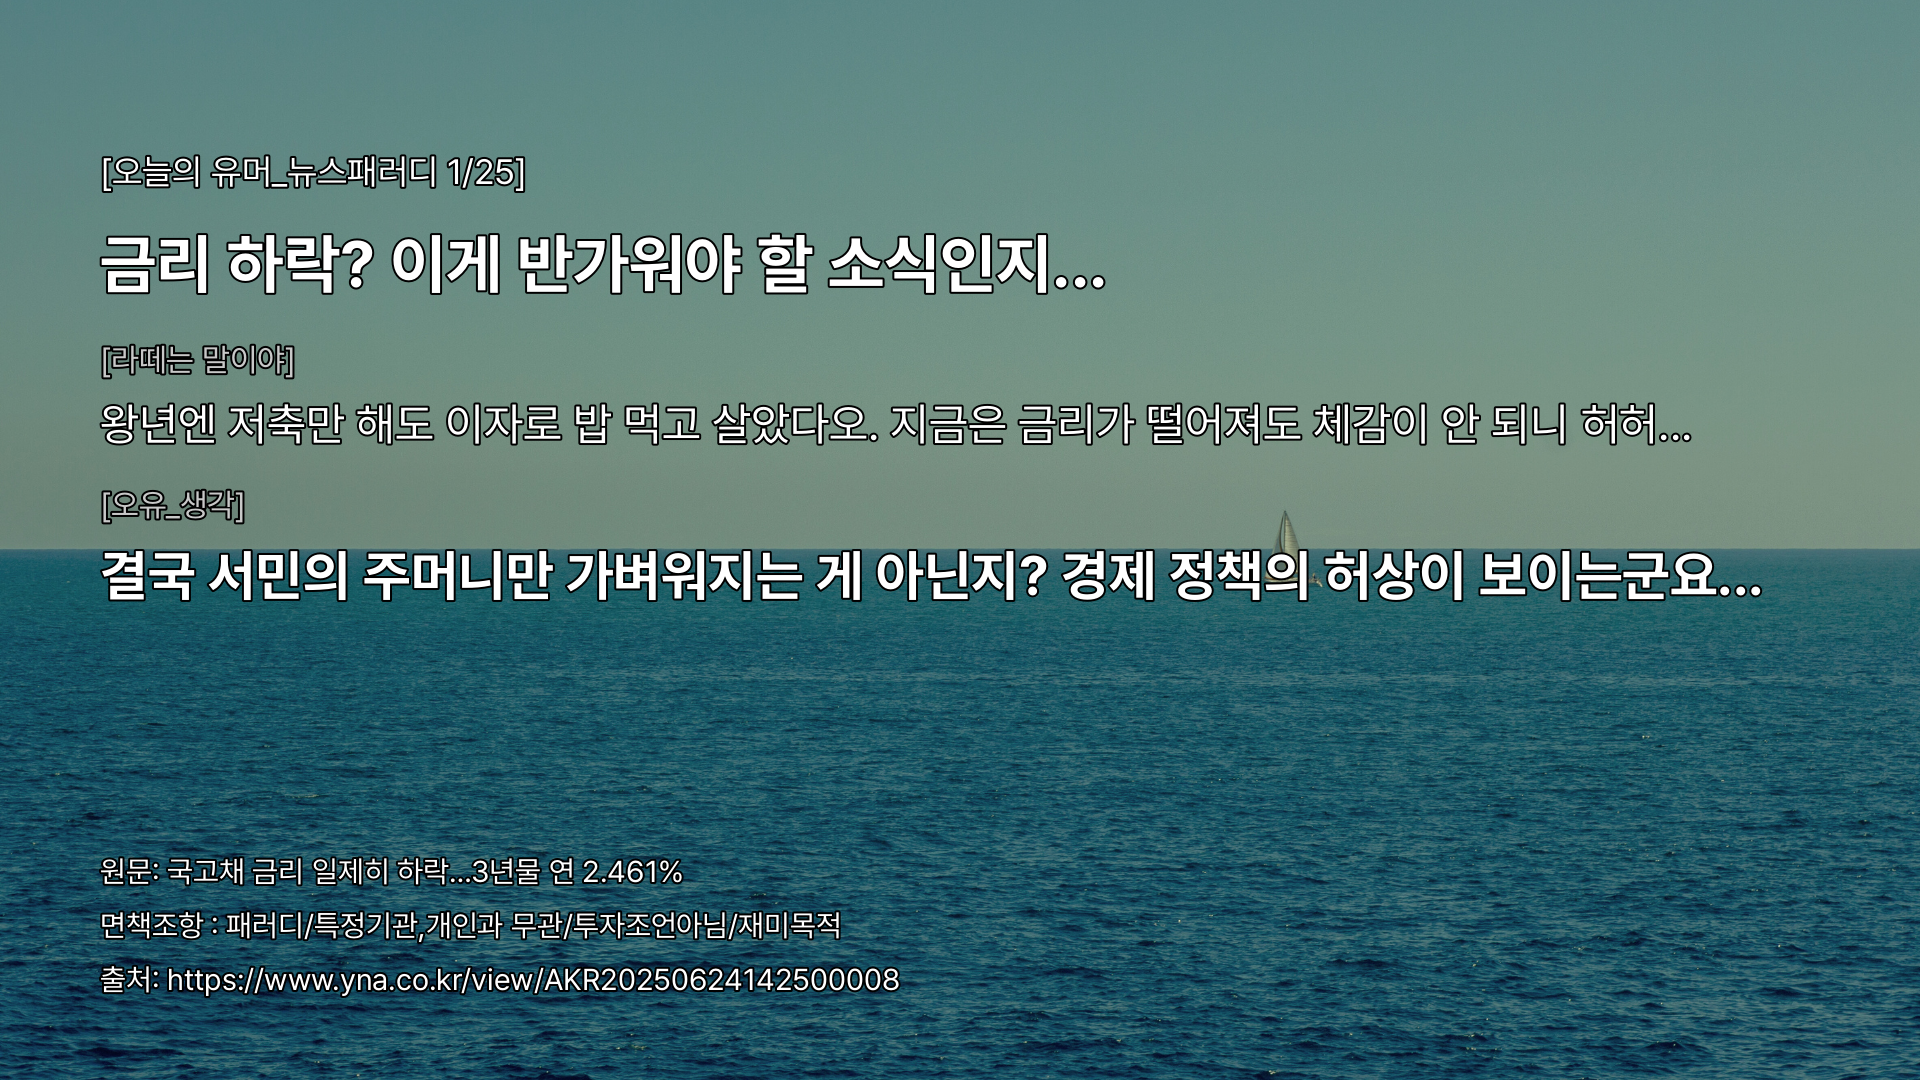 [오늘의 유머_뉴스패러디 1/25]
금리 하락? 이게 반가워야 할 소식인지...
[라떼는 말이야]
왕년엔 저축만 해도 이자로 밥 먹고 살았다오. 지금은 금리가 떨어져도 체감이 안 되니 허허...
[오유_생각]
결국 서민의 주머니만 가벼워지는 게 아닌지? 경제 정책의 허상이 보이는군요...
원문: 국고채 금리 일제히 하락...3년물 연 2.461%
면책조항 : 패러디/특정기관,개인과 무관/투자조언아님/재미목적
출처: https://www.yna.co.kr/view/AKR20250624142500008